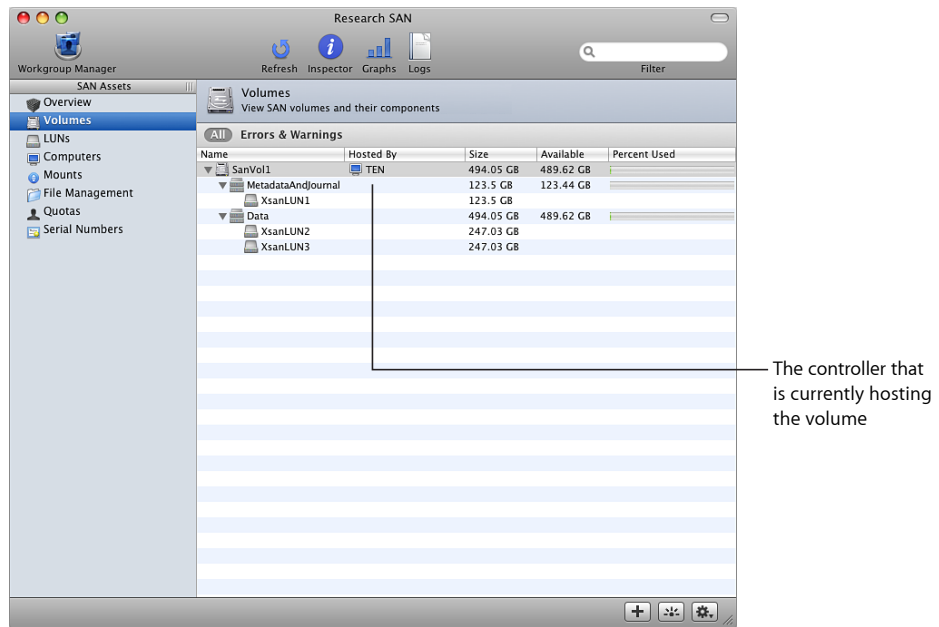 Research SAN
Workgroup Manager
Refresh Inspector Graphs Logs
Filter
SAN Assets
Overview
Volumes
LUNs
Computers
Mounts
File Management
Quotas
Serial Numbers
Volumes
View SAN volumes and their components
All Errors & Warnings
Name Hosted By Size Available Percent Used
SanVol1 TEN 494.05 GB 489.62 GB
MetadataAndJournal 123.5 GB 123.44 GB
XsanLUN1 123.5 GB
Data 494.05 GB 489.62 GB
XsanLUN2 247.03 GB
XsanLUN3 247.03 GB
The controller that
is currently hosting
the volume